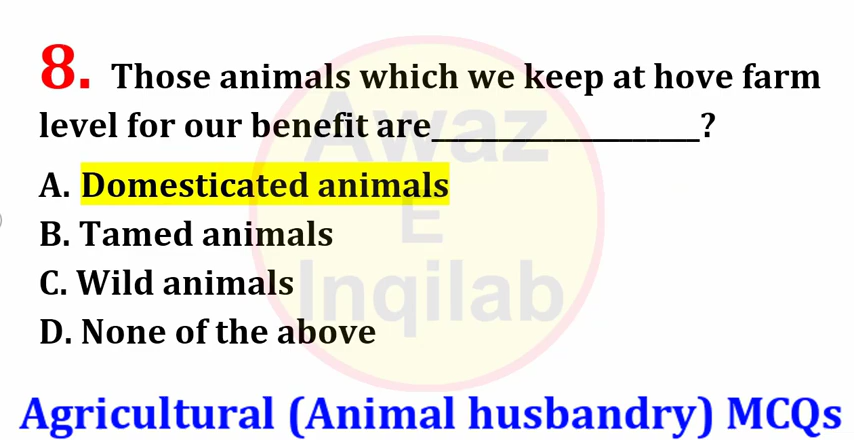 8. Those animals which we keep at hove farm
level for our benefit are____________________?
A. Domesticated animals
B. Tamed animals
C. Wild animals
D. None of the above
Awaz
E
Inqilab
Agricultural (Animal husbandry) MCQs